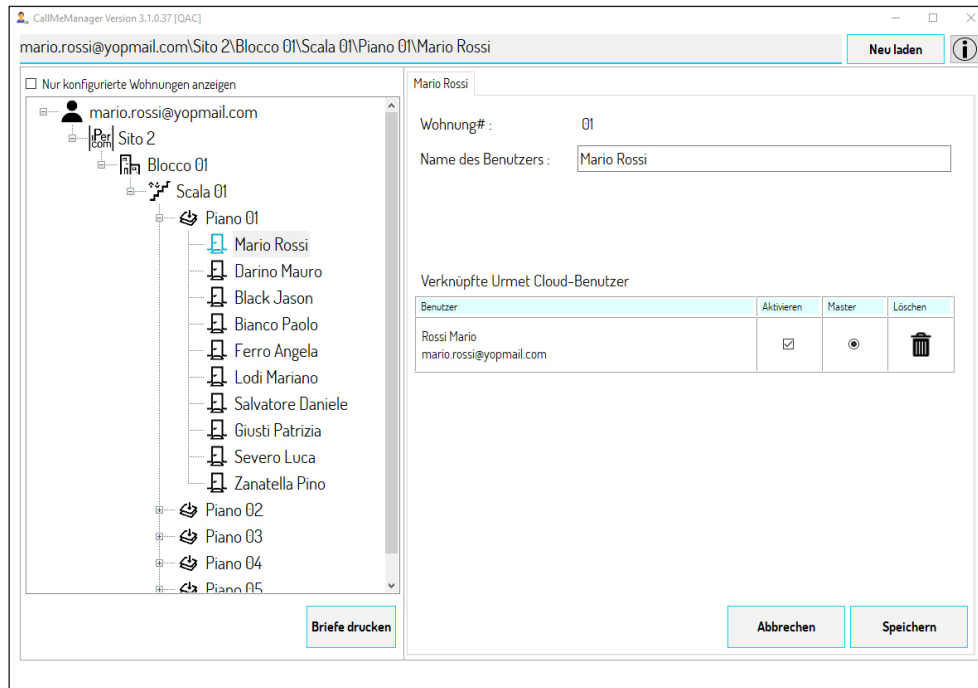 CallMeManager Version 3.1.0.37 [QAC]
mario.rossi@yopmail.com\Sito 2\Blocco 01\Scala 01\Piano 01\Mario Rossi
Neu laden
Nur konfigurierte Wohnungen anzeigen
mario.rossi@yopmail.com
iPer
com
Sito 2
Blocco 01
Scala 01
Piano 01
Mario Rossi
Darino Mauro
Black Jason
Bianco Paolo
Ferro Angela
Lodi Mariano
Salvatore Daniele
Giusti Patrizia
Severo Luca
Zanatella Pino
Piano 02
Piano 03
Piano 04
Piano 05
Briefe drucken
Mario Rossi
Wohnung# : 01
Name des Benutzers : Mario Rossi
Verknüpfte Urmet Cloud-Benutzer
Benutzer Aktivieren Master Löschen
Rossi Mario
mario.rossi@yopmail.com
Abbrechen Speichern